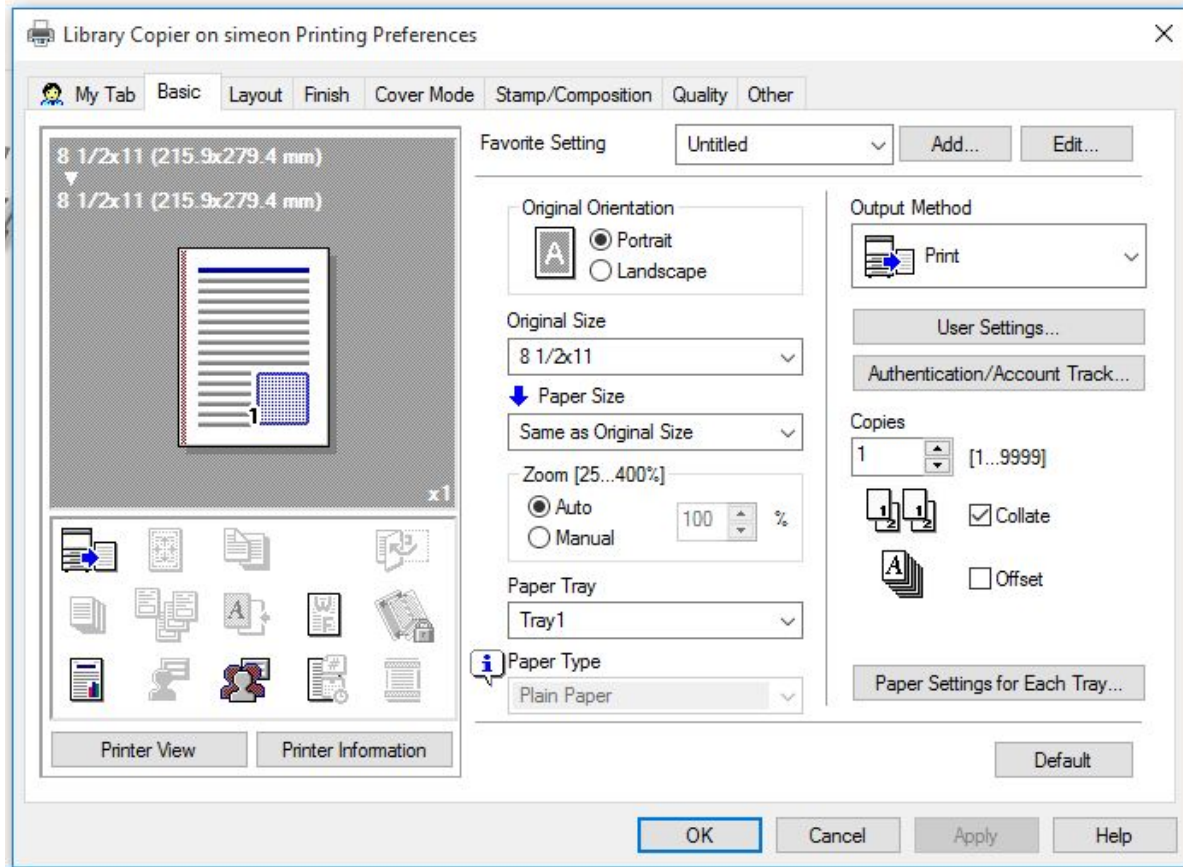 Library Copier on simeon Printing Preferences
My Tab Basic Layout Finish Cover Mode Stamp/Composition Quality Other
8 1/2x11 (215.9x279.4 mm)
8 1/2x11 (215.9x279.4 mm)
1
x1
Printer View Printer Information
Favorite Setting Untitled Add... Edit...
Original Orientation
A
Portrait
Landscape
Original Size
8 1/2x11
Paper Size
Same as Original Size
Zoom [25...400%]
Auto
Manual
100 %
Paper Tray
Tray1
Paper Type
Plain Paper
Output Method
Print
User Settings...
Authentication/Account Track...
Copies
1 [1...9999]
Collate
Offset
Paper Settings for Each Tray...
Default
OK Cancel Apply Help